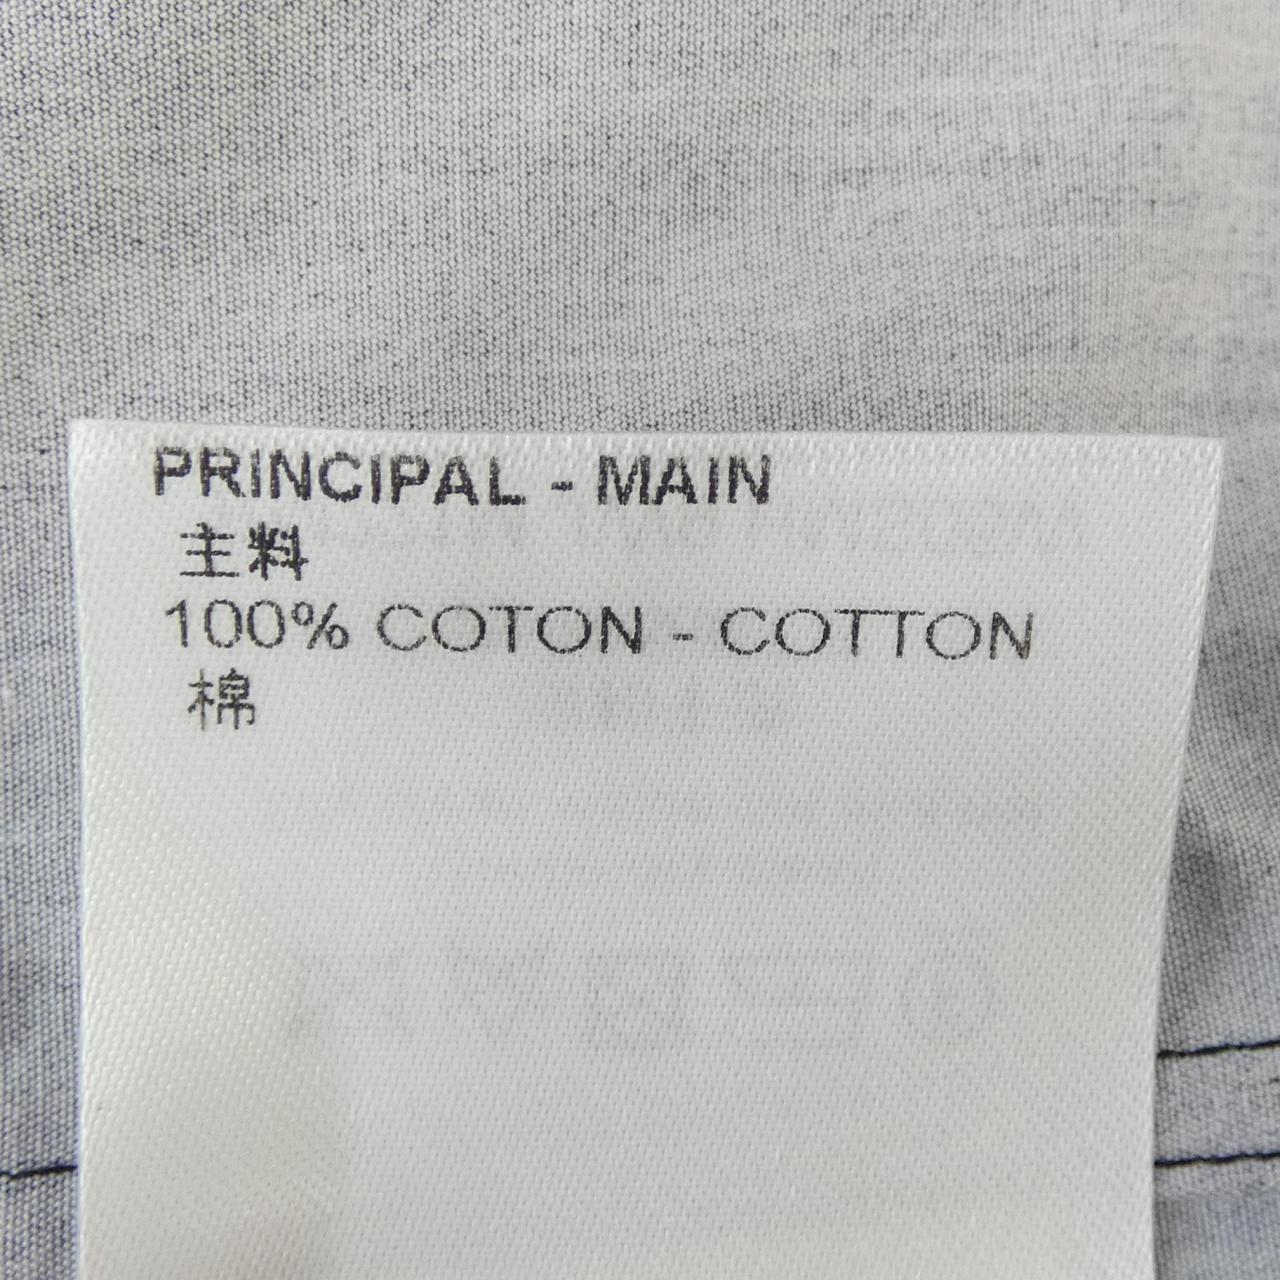 PRINCIPAL - MAIN
主料
100% COTON - COTTON
棉